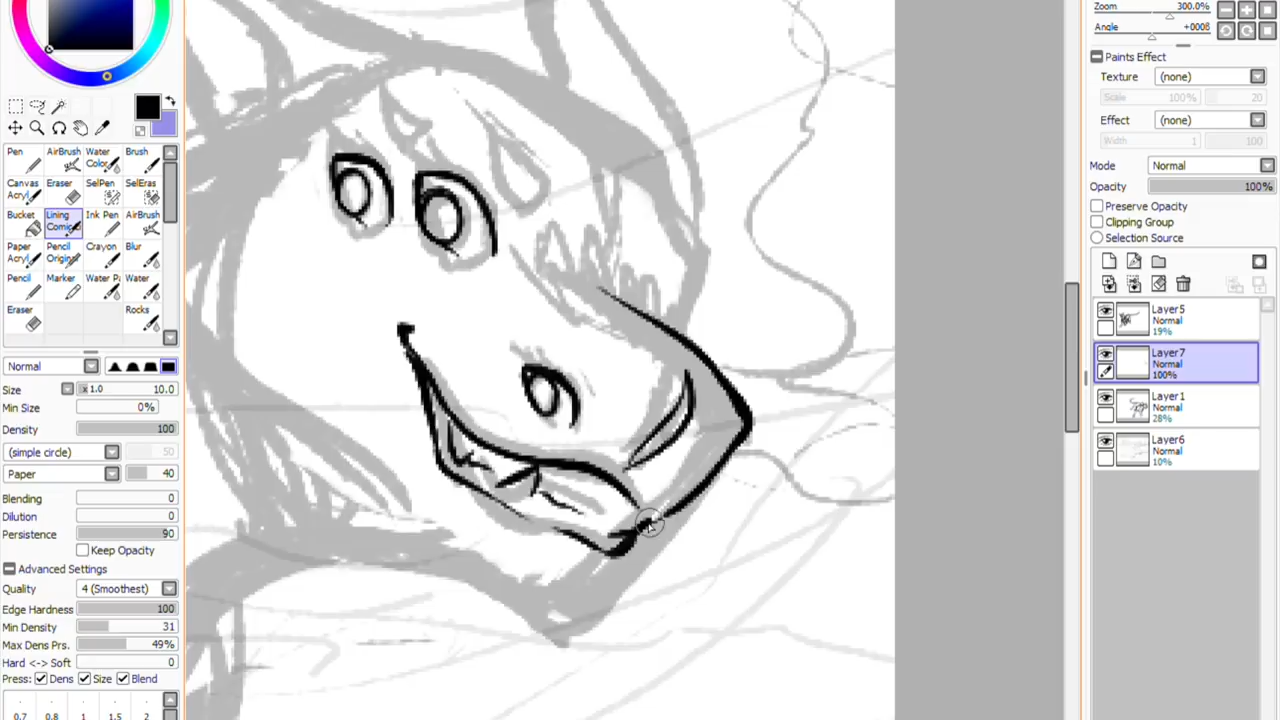 Pen AirBrush Water Color Brush
Canvas Acryl Eraser SelPen SelEras
Bucket Lining Comic Ink Pen AirBrush
Paper Acryl Pencil Origin Crayon Blur
Pencil Marker Water Pa Water
Eraser Rocks
Normal
Size x 1.0 10.0
Min Size 0%
Density 100
(simple circle) 50
Paper 40
Blending 0
Dilution 0
Persistence 90
Keep Opacity
Advanced Settings
Quality 4 (Smoothest)
Edge Hardness 100
Min Density 31
Max Dens Prs. 49%
Hard <-> Soft 0
Press: Dens Size Blend
0.7 0.8 1 1.5 2
Zoom 300.0%
Angle +0006
Paints Effect
Texture (none)
Scale 100% 20
Effect (none)
Width 1 100
Mode Normal
Opacity 100%
Preserve Opacity
Clipping Group
Selection Source
Layer5
Normal
19%
Layer7
Normal
100%
Layer1
Normal
28%
Layer6
Normal
10%